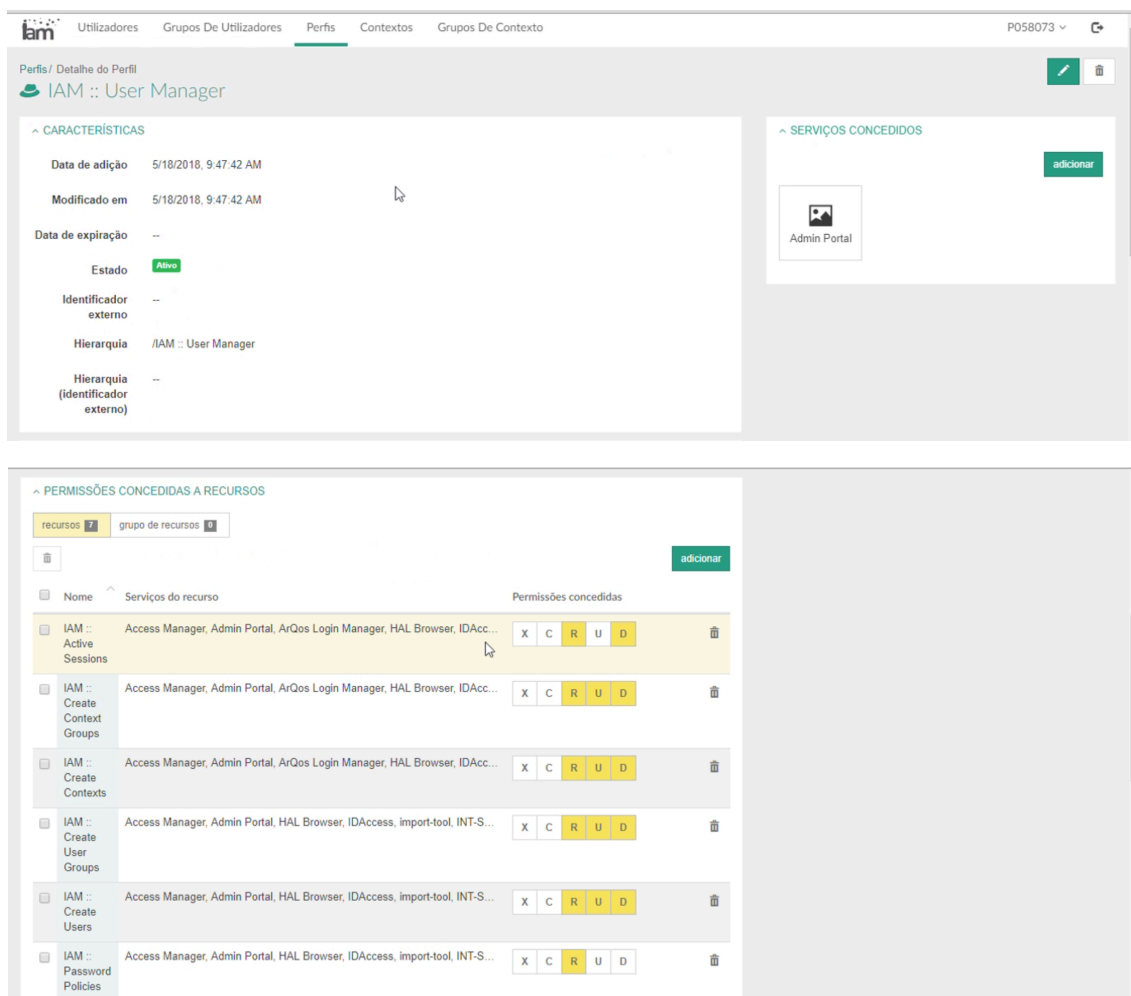 Iam Utilizadores Grupos De Utilizadores Perfis Contextos Grupos De Contexto P058073
Perfis / Detalhe do Perfil
IAM :: User Manager
CARACTERÍSTICAS
Data de adição 5/18/2018, 9:47:42 AM
Modificado em 5/18/2018, 9:47:42 AM
Data de expiração --
Estado Ativo
Identificador
externo
--
Hierarquia /IAM :: User Manager
Hierarquia
(identificador
externo)
--
SERVIÇOS CONCEDIDOS
adicionar
Admin Portal
PERMISSÕES CONCEDIDAS A RECURSOS
recursos 7 grupo de recursos 0
adicionar
Nome Serviços do recurso Permissões concedidas
IAM ::
Active
Sessions
Access Manager, Admin Portal, ArQos Login Manager, HAL Browser, IDAcc...
X C R U D
IAM ::
Create
Context
Groups
Access Manager, Admin Portal, ArQos Login Manager, HAL Browser, IDAcc...
X C R U D
IAM ::
Create
Contexts
Access Manager, Admin Portal, ArQos Login Manager, HAL Browser, IDAcc...
X C R U D
IAM ::
Create
User
Groups
Access Manager, Admin Portal, HAL Browser, IDAccess, import-tool, INT-S...
X C R U D
IAM ::
Create
Users
Access Manager, Admin Portal, HAL Browser, IDAccess, import-tool, INT-S...
X C R U D
IAM ::
Password
Policies
Access Manager, Admin Portal, HAL Browser, IDAccess, import-tool, INT-S...
X C R U D